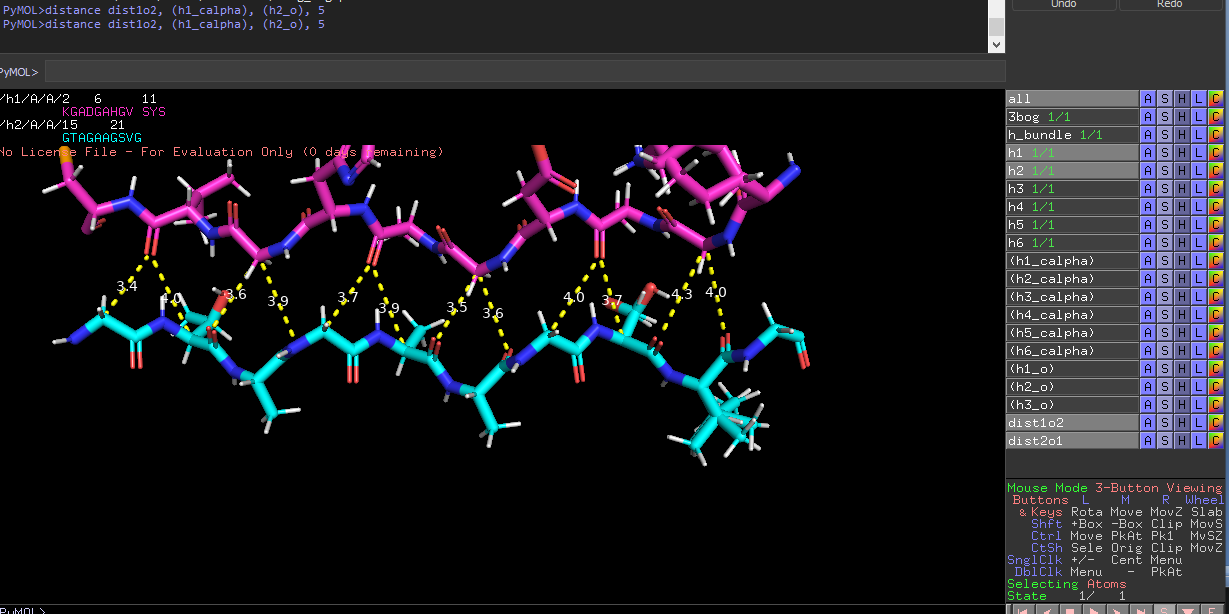 PyMOL>distance dist1o2, (h1_calpha), (h2_o), 5
PyMOL>distance dist1o2, (h1_calpha), (h2_o), 5
Undo Redo
PyMOL>
/h1/A/A/2 6 11
KGADGAHGV SYS
/h2/A/A/15 21
GTAGAAGSVG
No License File - For Evaluation Only (0 days remaining)
3.4 4.0 3.6 3.9 3.7 3.9 3.5 3.6 4.0 3.7 4.3 4.0
all A S H L C
3bog 1/1 A S H L C
h_bundle 1/1 A S H L C
h1 1/1 A S H L C
h2 1/1 A S H L C
h3 1/1 A S H L C
h4 1/1 A S H L C
h5 1/1 A S H L C
h6 1/1 A S H L C
(h1_calpha) A S H L C
(h2_calpha) A S H L C
(h3_calpha) A S H L C
(h4_calpha) A S H L C
(h5_calpha) A S H L C
(h6_calpha) A S H L C
(h1_o) A S H L C
(h2_o) A S H L C
(h3_o) A S H L C
dist1o2 A S H L C
dist2o1 A S H L C
Mouse Mode 3-Button Viewing
Buttons L M R Wheel
& Keys Rota Move MovZ Slab
Shft +Box -Box Clip MovS
Ctrl Move PkAt Pk1 MvSZ
CtSh Sele Orig Clip MovZ
SnglClk +/- Cent Menu
DblClk Menu - PkAt
Selecting Atoms
State 1/ 1
PyMOL>
S F